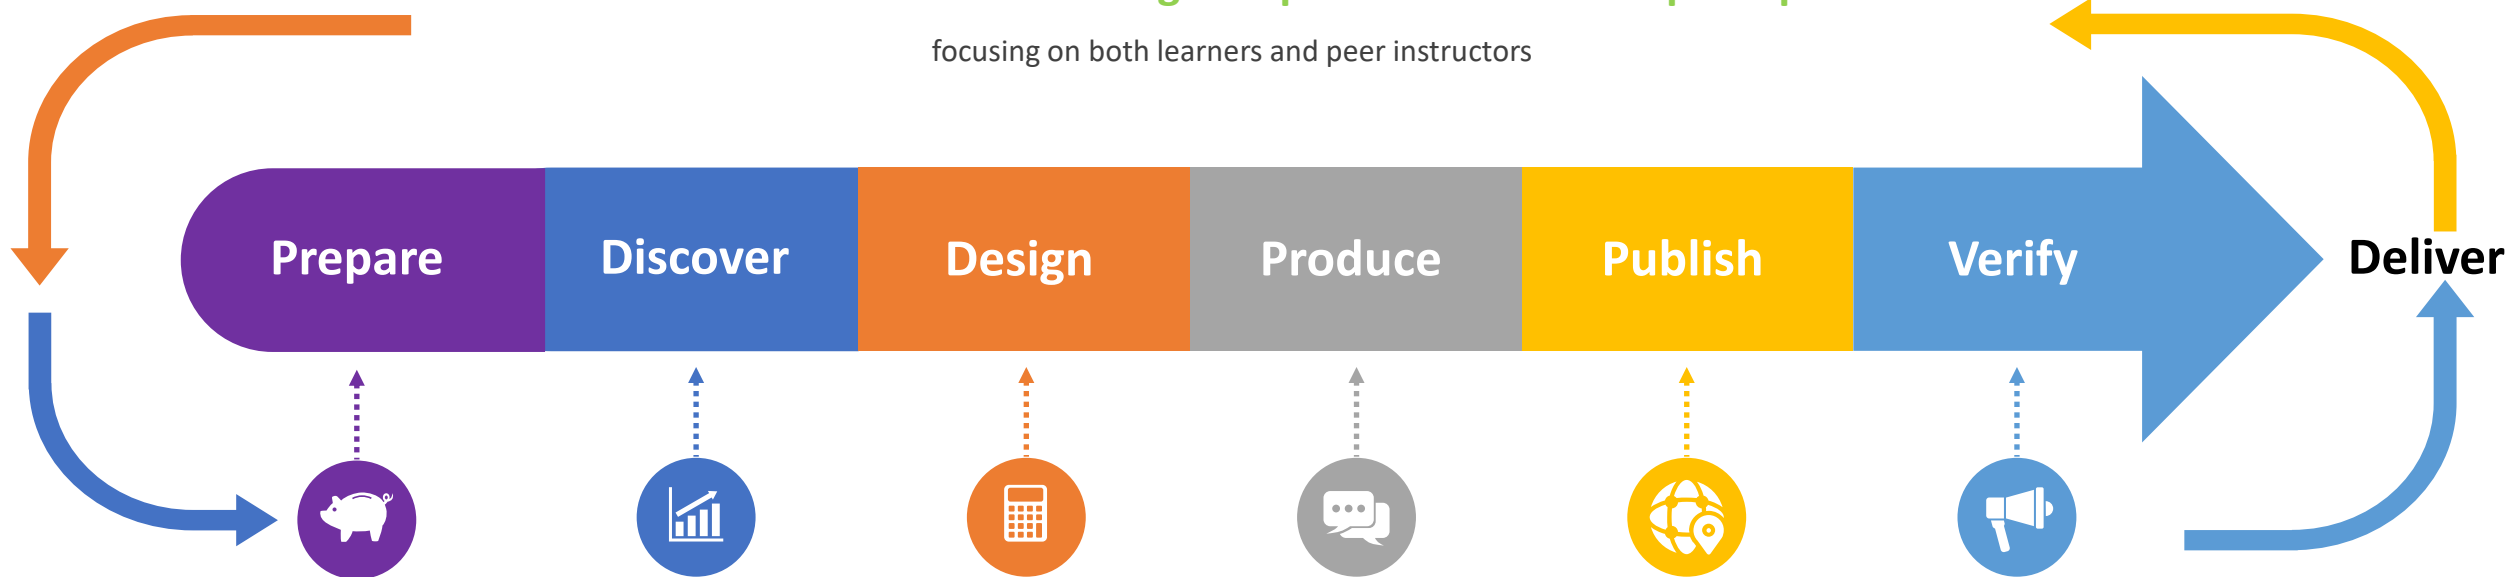 focusing on both learners and peer instructors
Prepare
Discover
Design
Produce
Publish
Verify
Deliver